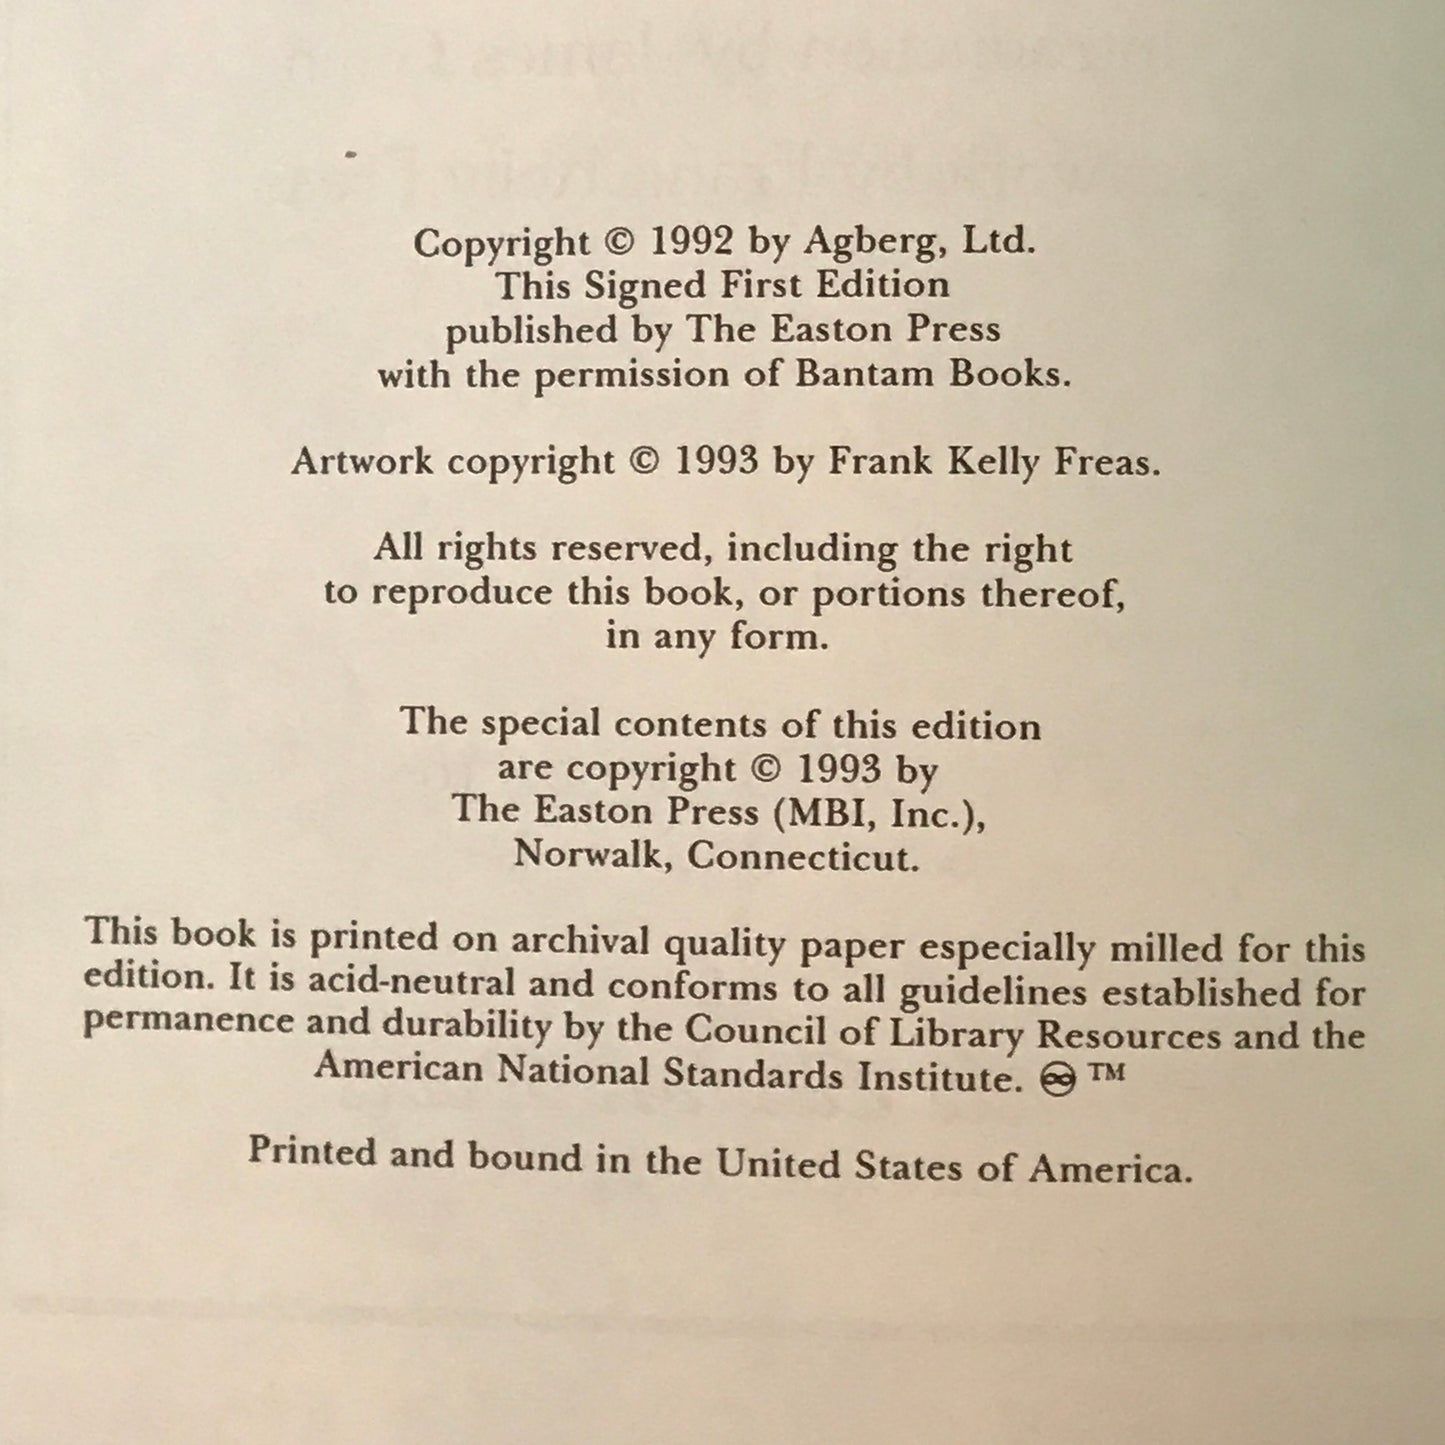 Copyright © 1992 by Agberg, Ltd.
This Signed First Edition
published by The Easton Press
with the permission of Bantam Books.
Artwork copyright © 1993 by Frank Kelly Freas.
All rights reserved, including the right
to reproduce this book, or portions thereof,
in any form.
The special contents of this edition
are copyright © 1993 by
The Easton Press (MBI, Inc.),
Norwalk, Connecticut.
This book is printed on archival quality paper especially milled for this
edition. It is acid-neutral and conforms to all guidelines established for
permanence and durability by the Council of Library Resources and the
American National Standards Institute. ♾ ™
Printed and bound in the United States of America.